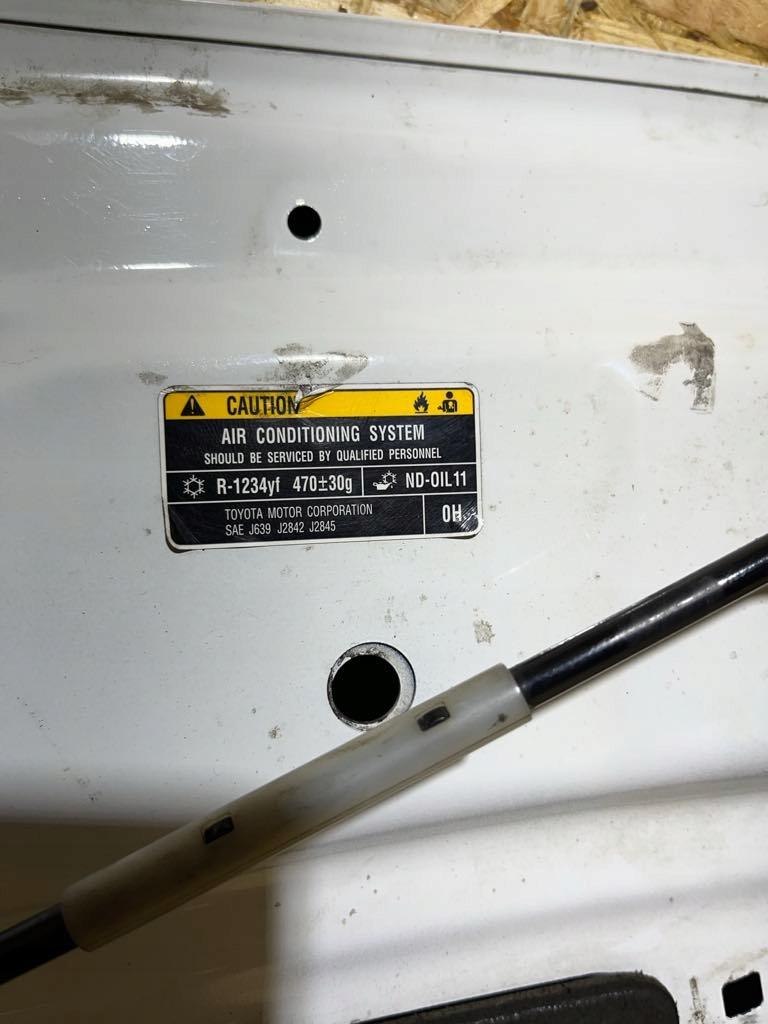 CAUTION
AIR CONDITIONING SYSTEM
SHOULD BE SERVICED BY QUALIFIED PERSONNEL
R-1234yf 470±30g ND-OIL11
TOYOTA MOTOR CORPORATION
SAE J639 J2842 J2845
0H